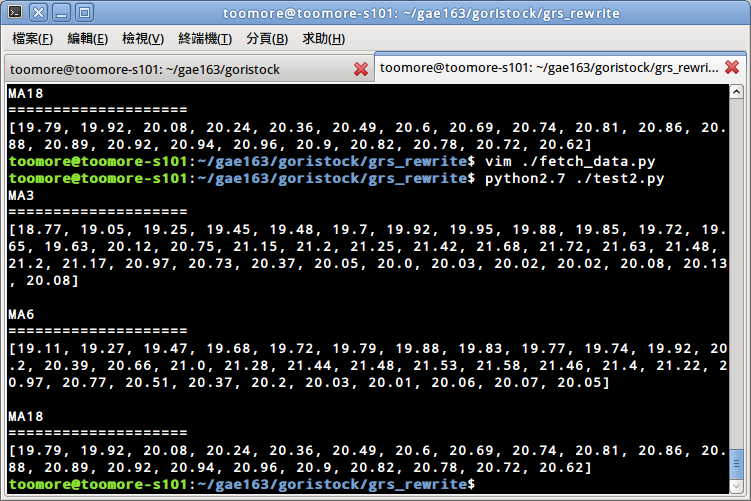 toomore@toomore-s101: ~/gae163/goristock/grs_rewrite
檔案(F) 編輯(E) 檢視(V) 終端機(T) 分頁(B) 求助(H)
toomore@toomore-s101: ~/gae163/goristock toomore@toomore-s101: ~/gae163/goristock/grs_rewri...
MA18
====================
[19.79, 19.92, 20.08, 20.24, 20.36, 20.49, 20.6, 20.69, 20.74, 20.81, 20.86, 20.
88, 20.89, 20.92, 20.94, 20.96, 20.9, 20.82, 20.78, 20.72, 20.62]
toomore@toomore-s101:~/gae163/goristock/grs_rewrite$ vim ./fetch_data.py
toomore@toomore-s101:~/gae163/goristock/grs_rewrite$ python2.7 ./test2.py
MA3
====================
[18.77, 19.05, 19.25, 19.45, 19.48, 19.7, 19.92, 19.95, 19.88, 19.85, 19.72, 19.
65, 19.63, 20.12, 20.75, 21.15, 21.2, 21.25, 21.42, 21.68, 21.72, 21.63, 21.48, 
21.2, 21.17, 20.97, 20.73, 20.37, 20.05, 20.0, 20.03, 20.02, 20.02, 20.08, 20.13
, 20.08]
MA6
====================
[19.11, 19.27, 19.47, 19.68, 19.72, 19.79, 19.88, 19.83, 19.77, 19.74, 19.92, 20
.2, 20.39, 20.66, 21.0, 21.28, 21.44, 21.48, 21.53, 21.58, 21.46, 21.4, 21.22, 2
0.97, 20.77, 20.51, 20.37, 20.2, 20.03, 20.01, 20.06, 20.07, 20.05]
MA18
====================
[19.79, 19.92, 20.08, 20.24, 20.36, 20.49, 20.6, 20.69, 20.74, 20.81, 20.86, 20.
88, 20.89, 20.92, 20.94, 20.96, 20.9, 20.82, 20.78, 20.72, 20.62]
toomore@toomore-s101:~/gae163/goristock/grs_rewrite$